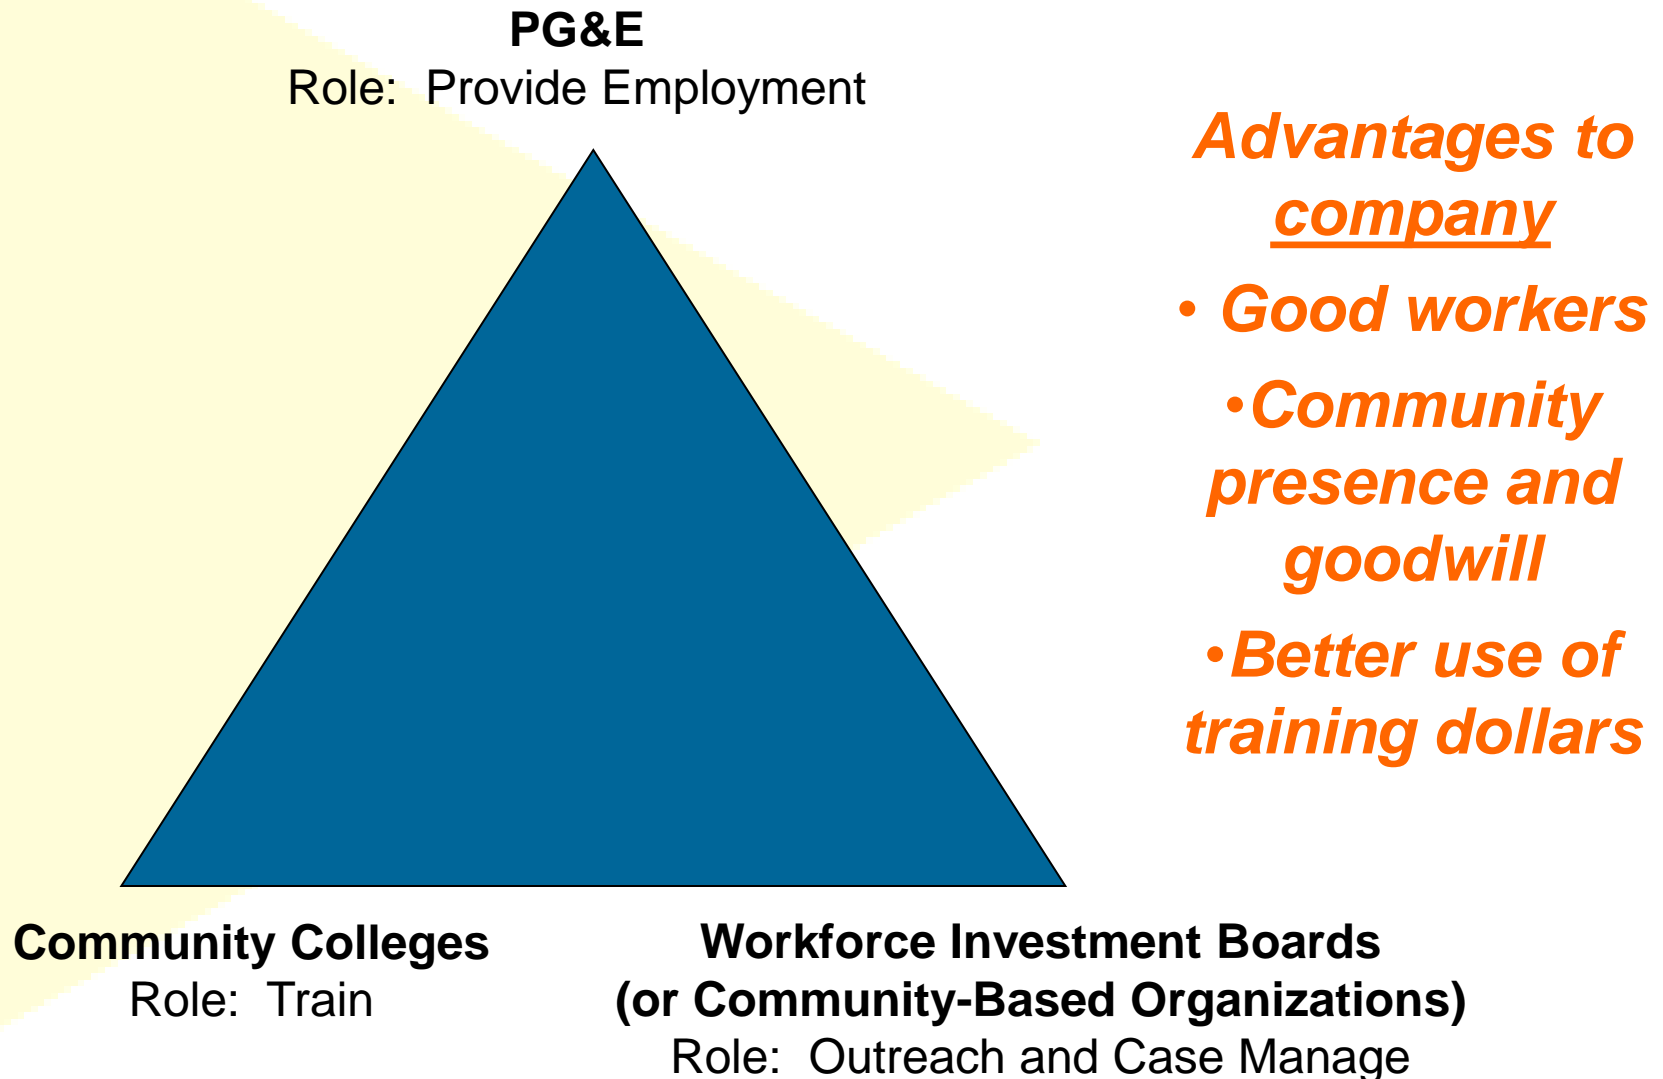 PG&E
Role: Provide Employment
Advantages to
company
• Good workers
•Community
presence and
goodwill
•Better use of
training dollars
Community Colleges
Role: Train
Workforce Investment Boards
(or Community-Based Organizations)
Role: Outreach and Case Manage